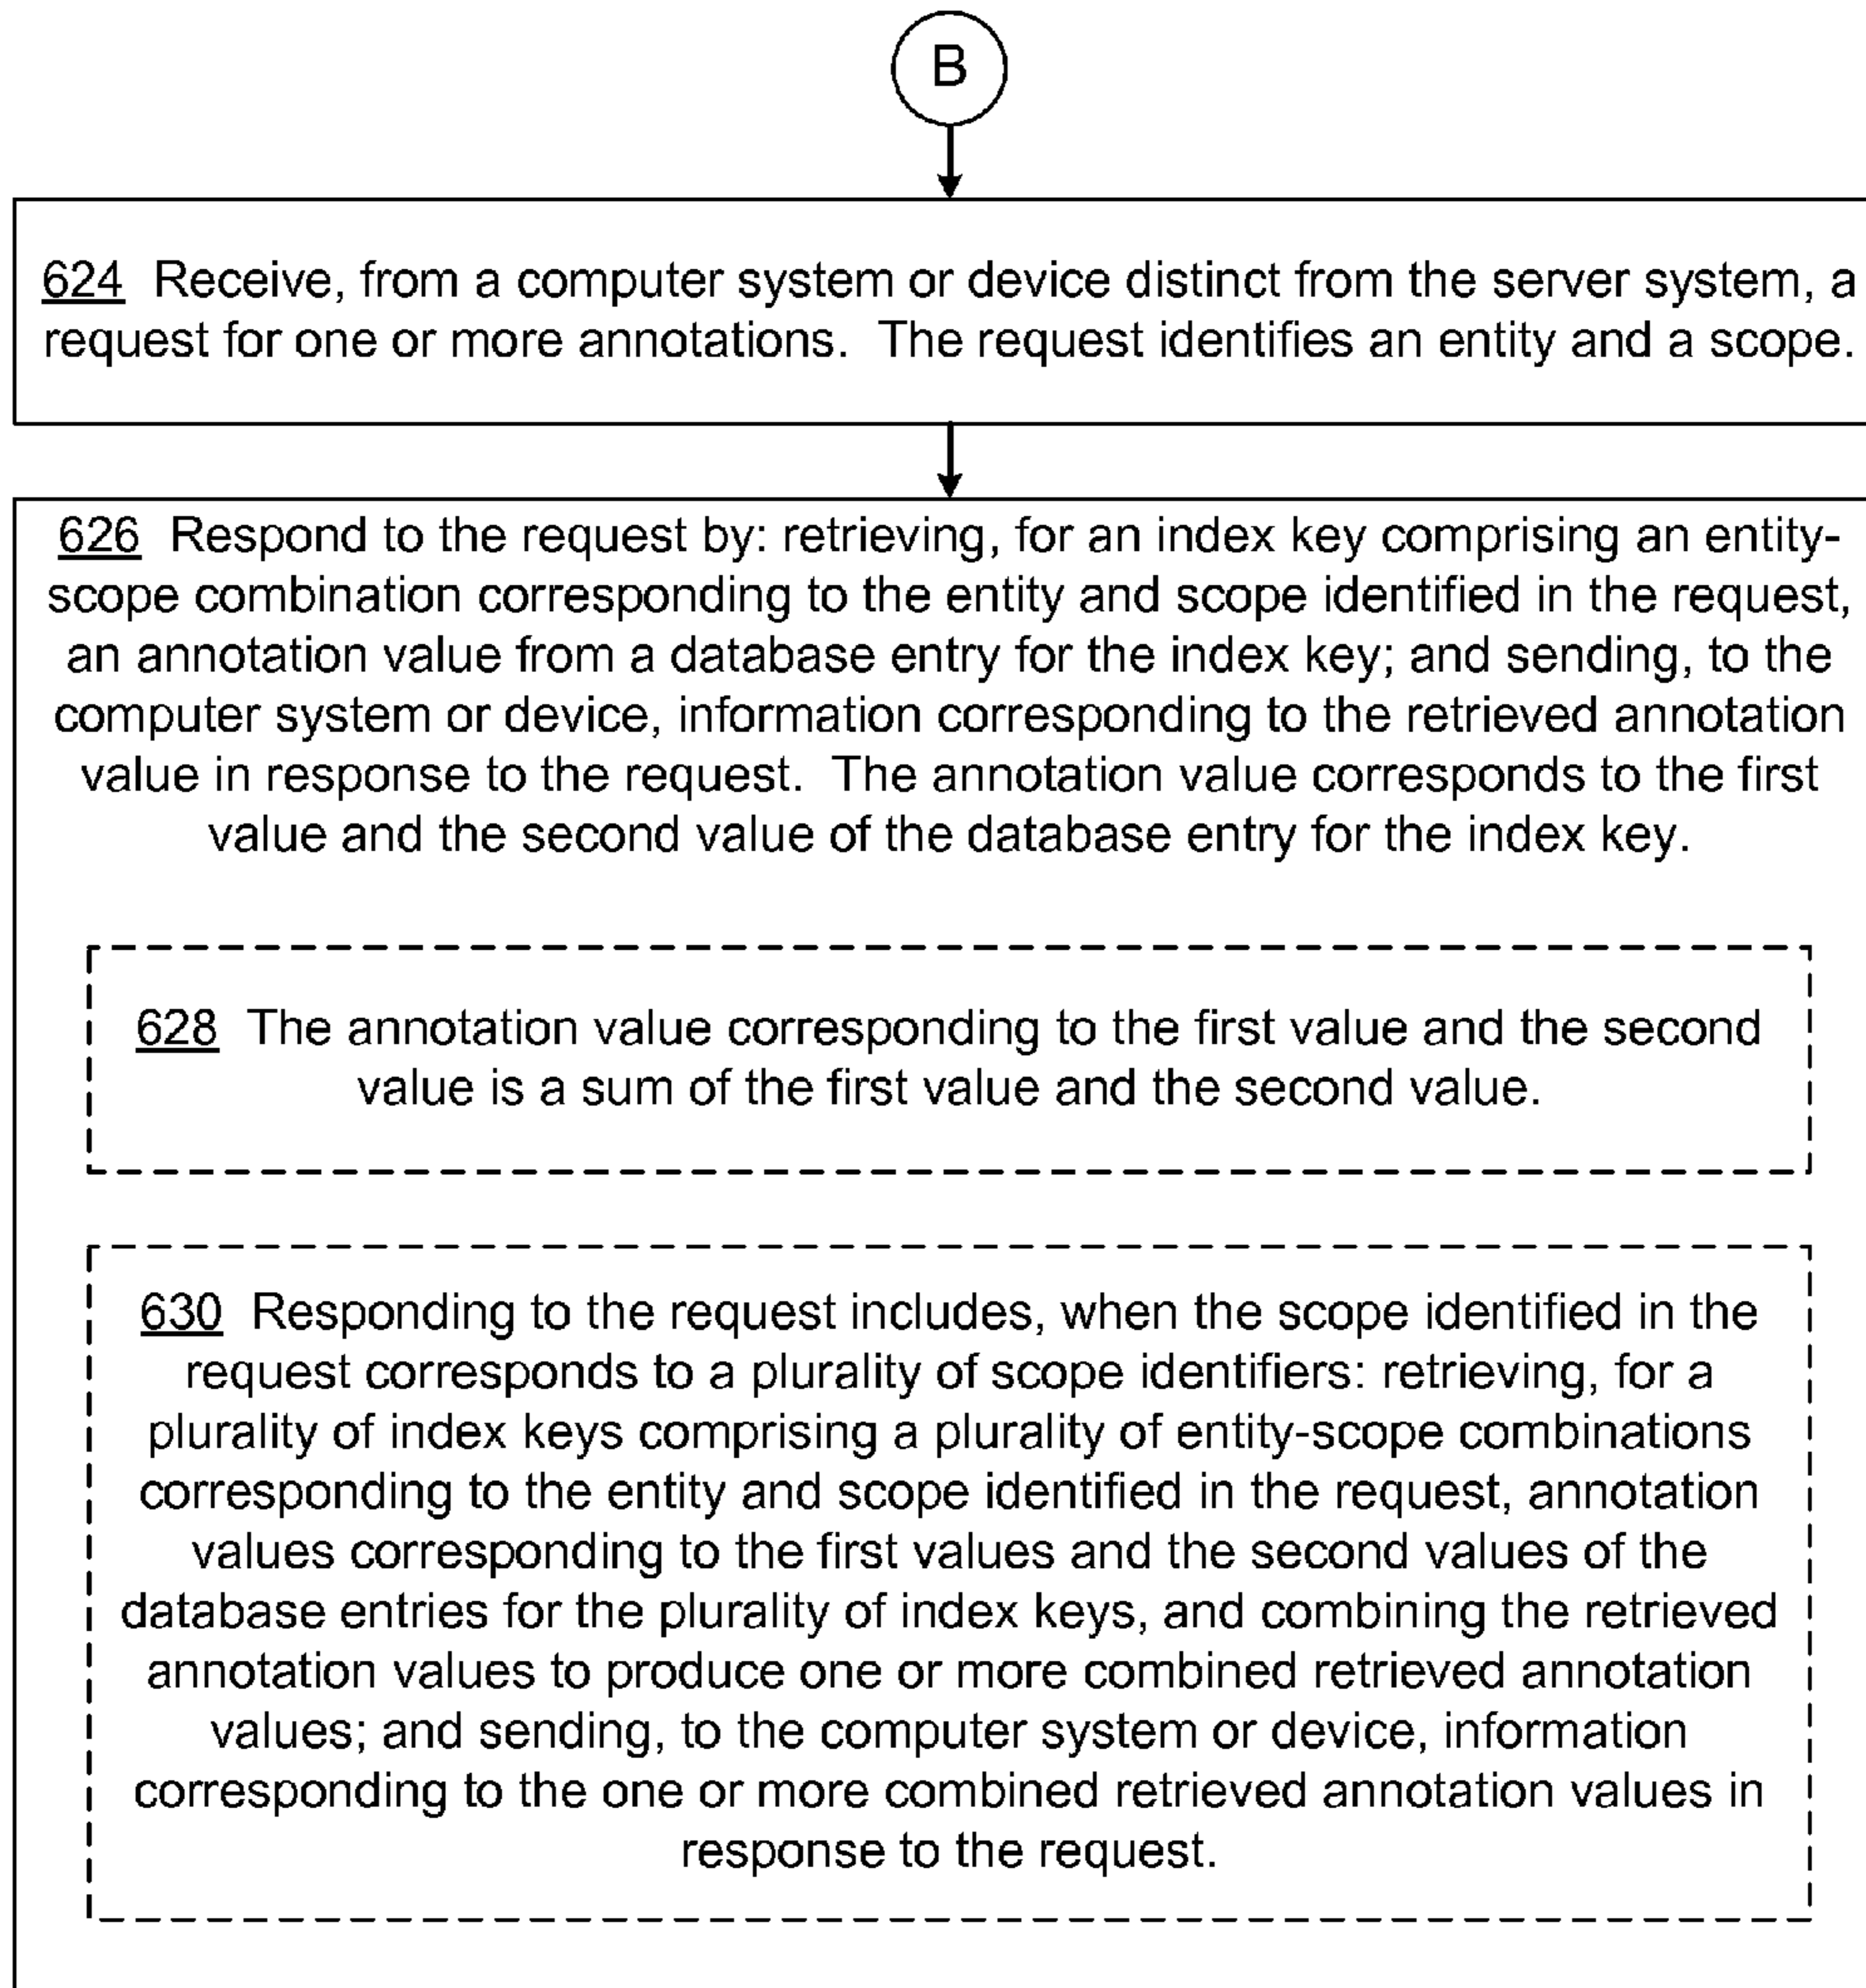 B
624 Receive, from a computer system or device distinct from the server system, a
request for one or more annotations. The request identifies an entity and a scope.
626 Respond to the request by: retrieving, for an index key comprising an entity-
scope combination corresponding to the entity and scope identified in the request,
an annotation value from a database entry for the index key; and sending, to the
computer system or device, information corresponding to the retrieved annotation
value in response to the request. The annotation value corresponds to the first
value and the second value of the database entry for the index key.
628 The annotation value corresponding to the first value and the second
value is a sum of the first value and the second value.
630 Responding to the request includes, when the scope identified in the
request corresponds to a plurality of scope identifiers: retrieving, for a
plurality of index keys comprising a plurality of entity-scope combinations
corresponding to the entity and scope identified in the request, annotation
values corresponding to the first values and the second values of the
database entries for the plurality of index keys, and combining the retrieved
annotation values to produce one or more combined retrieved annotation
values; and sending, to the computer system or device, information
corresponding to the one or more combined retrieved annotation values in
response to the request.